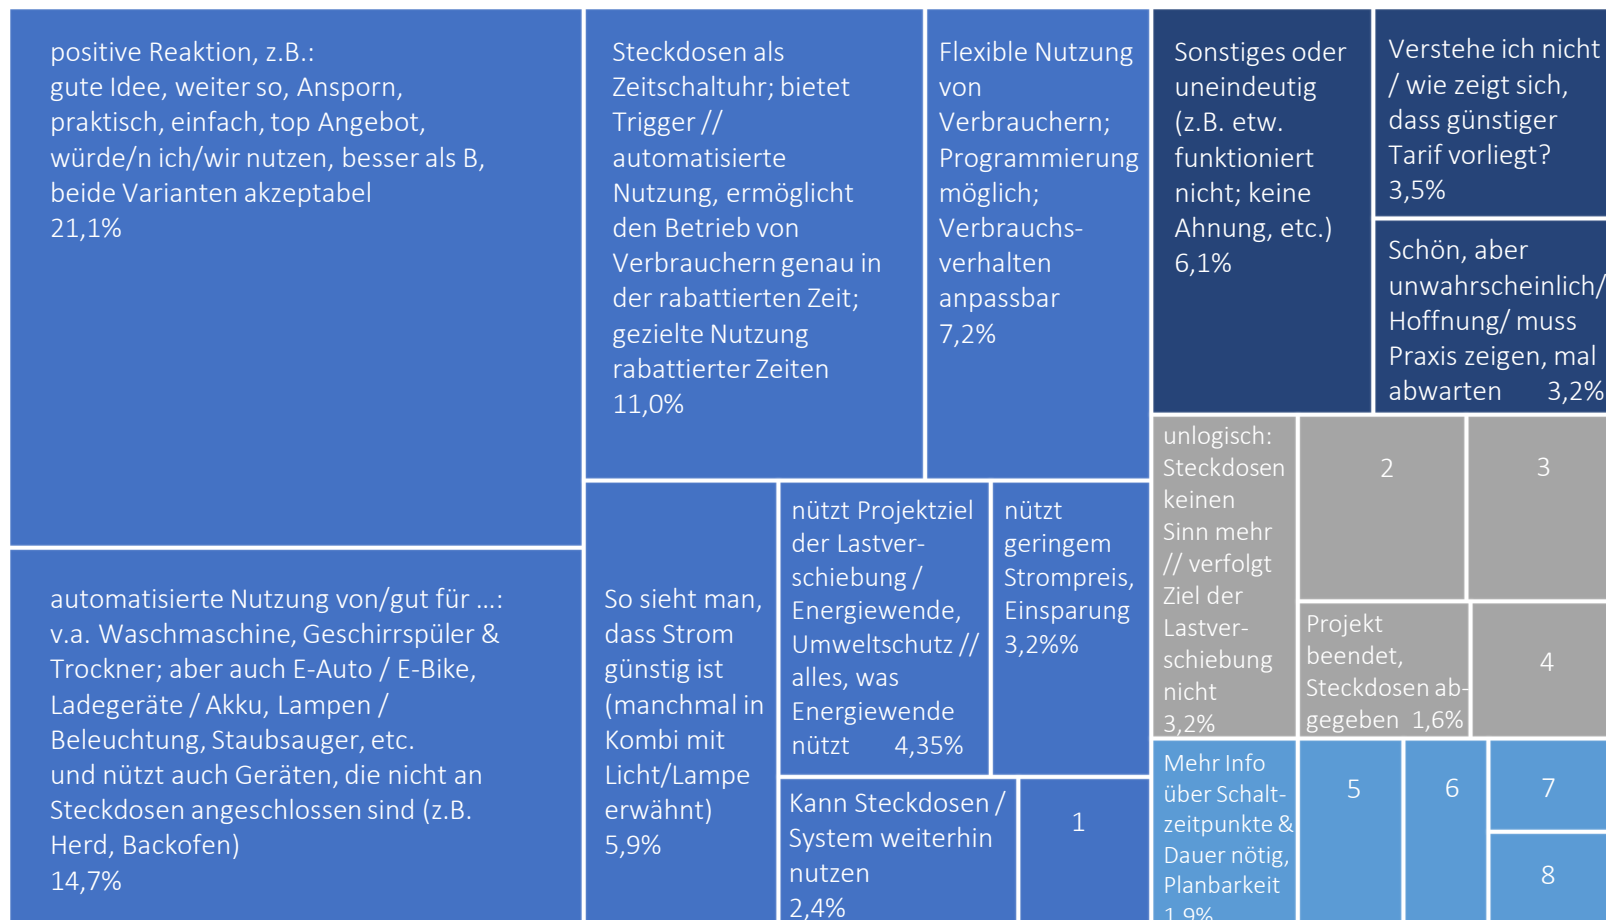 positive Reaktion, z.B.:
gute Idee, weiter so, Ansporn,
praktisch, einfach, top Angebot,
würde/n ich/wir nutzen, besser als B,
beide Varianten akzeptabel
21,1%
automatisierte Nutzung von/gut für ...:
v.a. Waschmaschine, Geschirrspüler &
Trockner; aber auch E-Auto / E-Bike,
Ladegeräte / Akku, Lampen /
Beleuchtung, Staubsauger, etc.
und nützt auch Geräten, die nicht an
Steckdosen angeschlossen sind (z.B.
Herd, Backofen)
14,7%
Steckdosen als
Zeitschaltuhr; bietet
Trigger //
automatisierte
Nutzung, ermöglicht
den Betrieb von
Verbrauchern genau in
der rabattierten Zeit;
gezielte Nutzung
rabattierter Zeiten
11,0%
Flexible Nutzung
von
Verbrauchern;
Programmierung
möglich;
Verbrauchs-
verhalten
anpassbar
7,2%
So sieht man,
dass Strom
günstig ist
(manchmal in
Kombi mit
Licht/Lampe
erwähnt)
5,9%
nützt Projektziel
der Lastver-
schiebung /
Energiewende,
Umweltschutz //
alles, was
Energiewende
nützt 4,35%
nützt
geringem
Strompreis,
Einsparung
3,2%%
Kann Steckdosen /
System weiterhin
nutzen
2,4%
1
Sonstiges oder
uneindeutig
(z.B. etw.
funktioniert
nicht; keine
Ahnung, etc.)
6,1%
Verstehe ich nicht
/ wie zeigt sich,
dass günstiger
Tarif vorliegt?
3,5%
Schön, aber
unwahrscheinlich/
Hoffnung/ muss
Praxis zeigen, mal
abwarten 3,2%
unlogisch:
Steckdosen
keinen
Sinn mehr
// verfolgt
Ziel der
Lastver-
schiebung
nicht
3,2%
2
3
Projekt
beendet,
Steckdosen ab-
gegeben 1,6%
4
Mehr Info
über Schalt-
zeitpunkte &
Dauer nötig,
Planbarkeit
1,9%
5
6
7
8